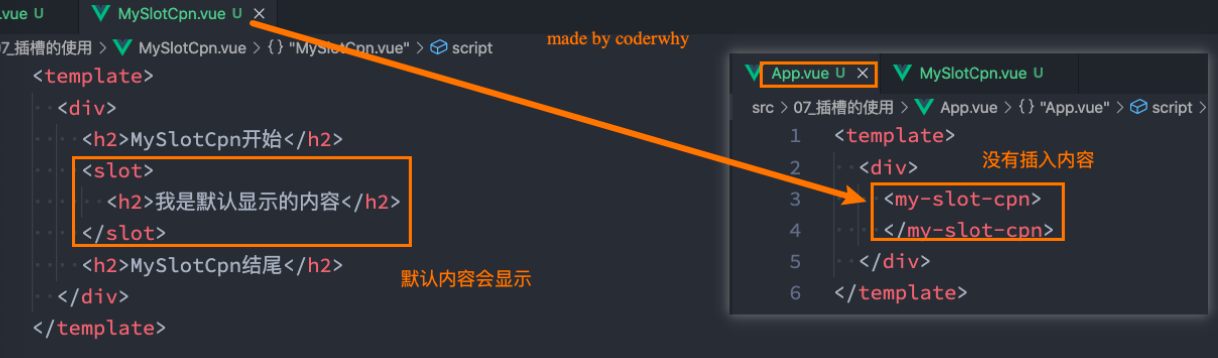 .vue U MySlotCpn.vue U ×
07_插槽的使用 > MySlotCpn.vue > {} "MySlotCpn.vue" > script
<template>
<div>
<h2>MySlotCpn开始</h2>
<slot>
<h2>我是默认显示的内容</h2>
</slot>
<h2>MySlotCpn结尾</h2>
</div>
</template>
默认内容会显示
made by coderwhy
App.vue U × MySlotCpn.vue U
src > 07_插槽的使用 > App.vue > {} "App.vue" > script >
1 <template>
2 <div>
没有插入内容
3 <my-slot-cpn>
4 </my-slot-cpn>
5 </div>
6 </template>